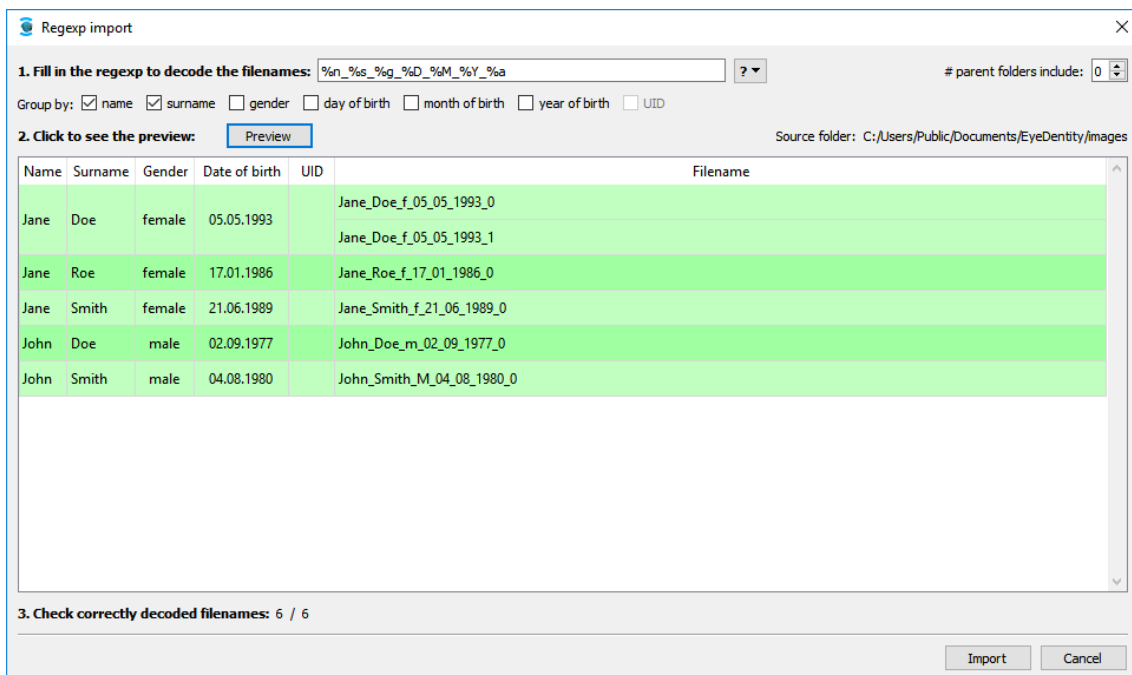 Regexp import
1. Fill in the regexp to decode the filenames: %n_%s_%g_%D_%M_%Y_%a ? # parent folders include: 0
Group by: name surname gender day of birth month of birth year of birth UID
2. Click to see the preview: Preview Source folder: C:/Users/Public/Documents/EyeDentity/images
Name Surname Gender Date of birth UID Filename
Jane Doe female 05.05.1993 Jane_Doe_f_05_05_1993_0
Jane_Doe_f_05_05_1993_1
Jane Roe female 17.01.1986 Jane_Roe_f_17_01_1986_0
Jane Smith female 21.06.1989 Jane_Smith_f_21_06_1989_0
John Doe male 02.09.1977 John_Doe_m_02_09_1977_0
John Smith male 04.08.1980 John_Smith_M_04_08_1980_0
3. Check correctly decoded filenames: 6 / 6
Import Cancel